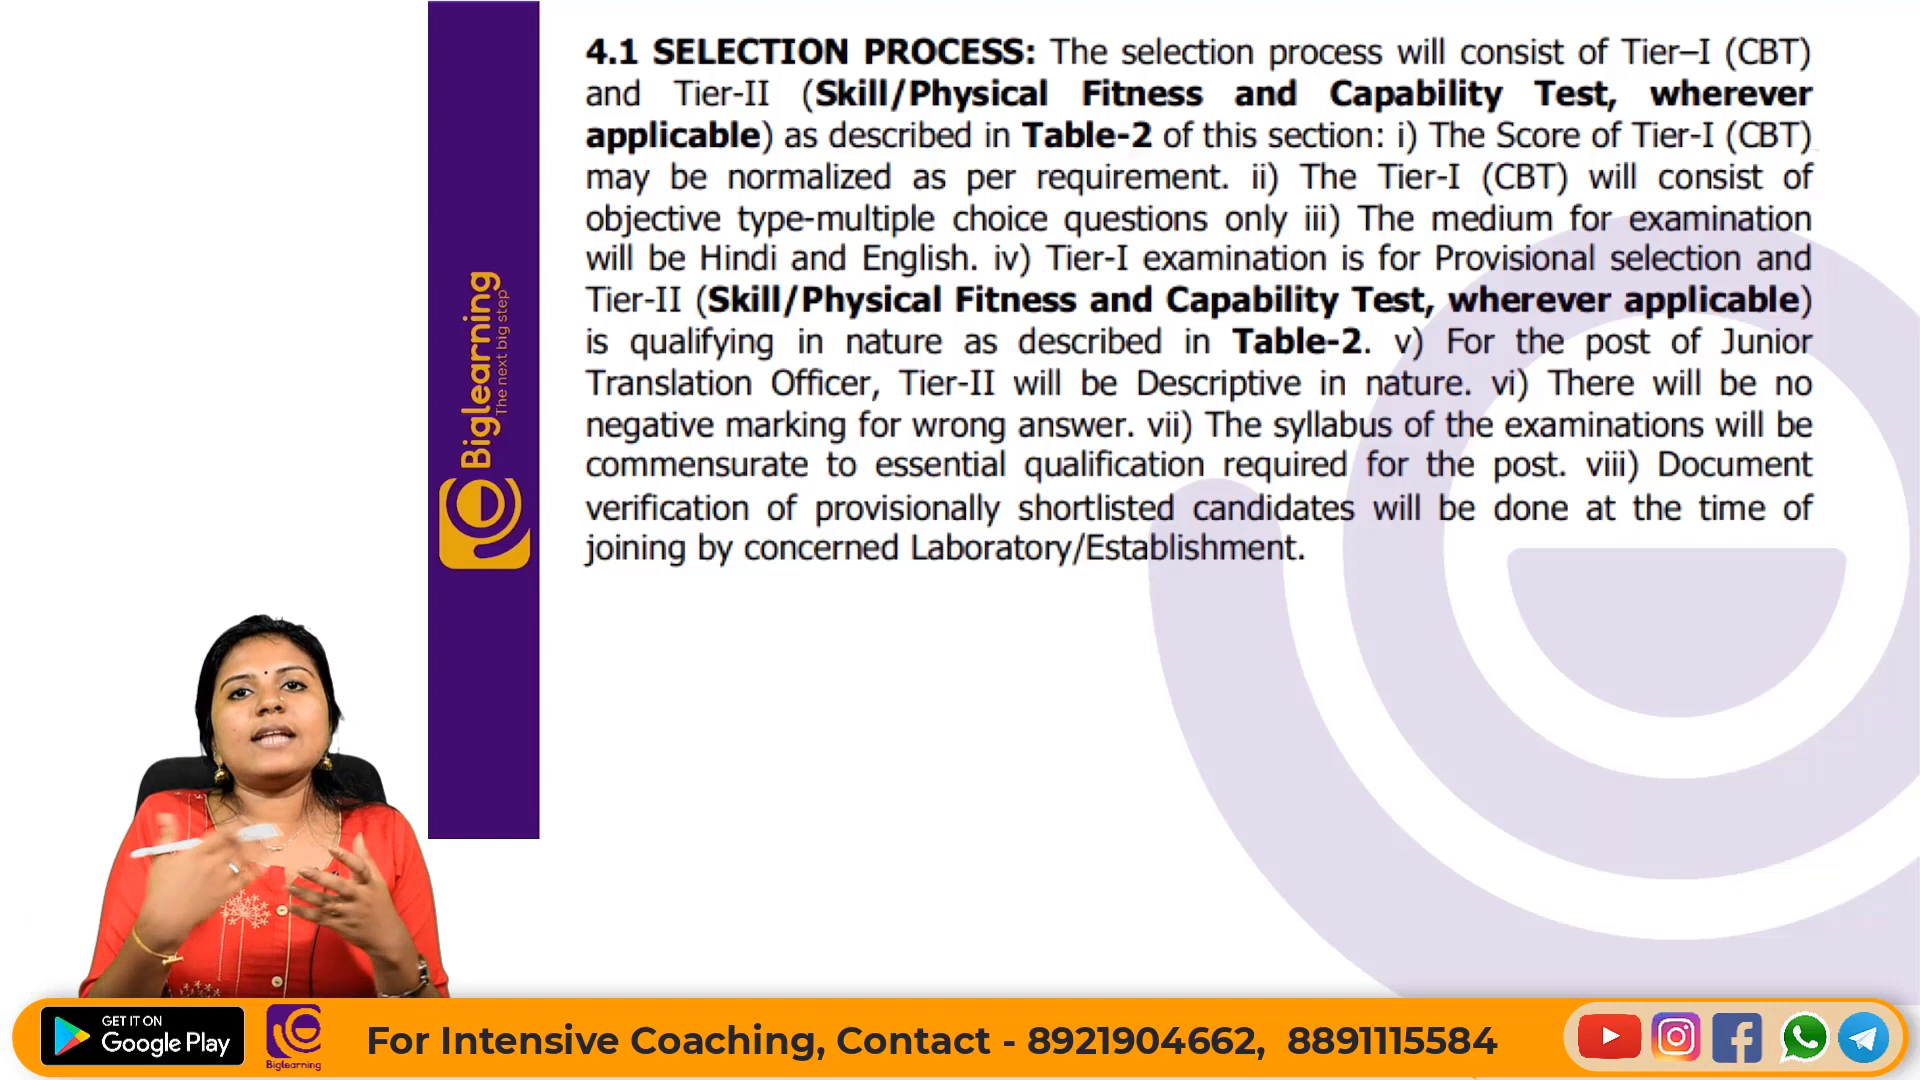 4.1 SELECTION PROCESS: The selection process will consist of Tier–I (CBT)
and Tier-II (Skill/Physical Fitness and Capability Test, wherever
applicable) as described in Table-2 of this section: i) The Score of Tier-I (CBT)
may be normalized as per requirement. ii) The Tier-I (CBT) will consist of
objective type-multiple choice questions only iii) The medium for examination
will be Hindi and English. iv) Tier-I examination is for Provisional selection and
Tier-II (Skill/Physical Fitness and Capability Test, wherever applicable)
is qualifying in nature as described in Table-2. v) For the post of Junior
Translation Officer, Tier-II will be Descriptive in nature. vi) There will be no
negative marking for wrong answer. vii) The syllabus of the examinations will be
commensurate to essential qualification required for the post. viii) Document
verification of provisionally shortlisted candidates will be done at the time of
joining by concerned Laboratory/Establishment.
Biglearning
The next big step
GET IT ON
Google Play
Biglearning
For Intensive Coaching, Contact - 8921904662, 8891115584